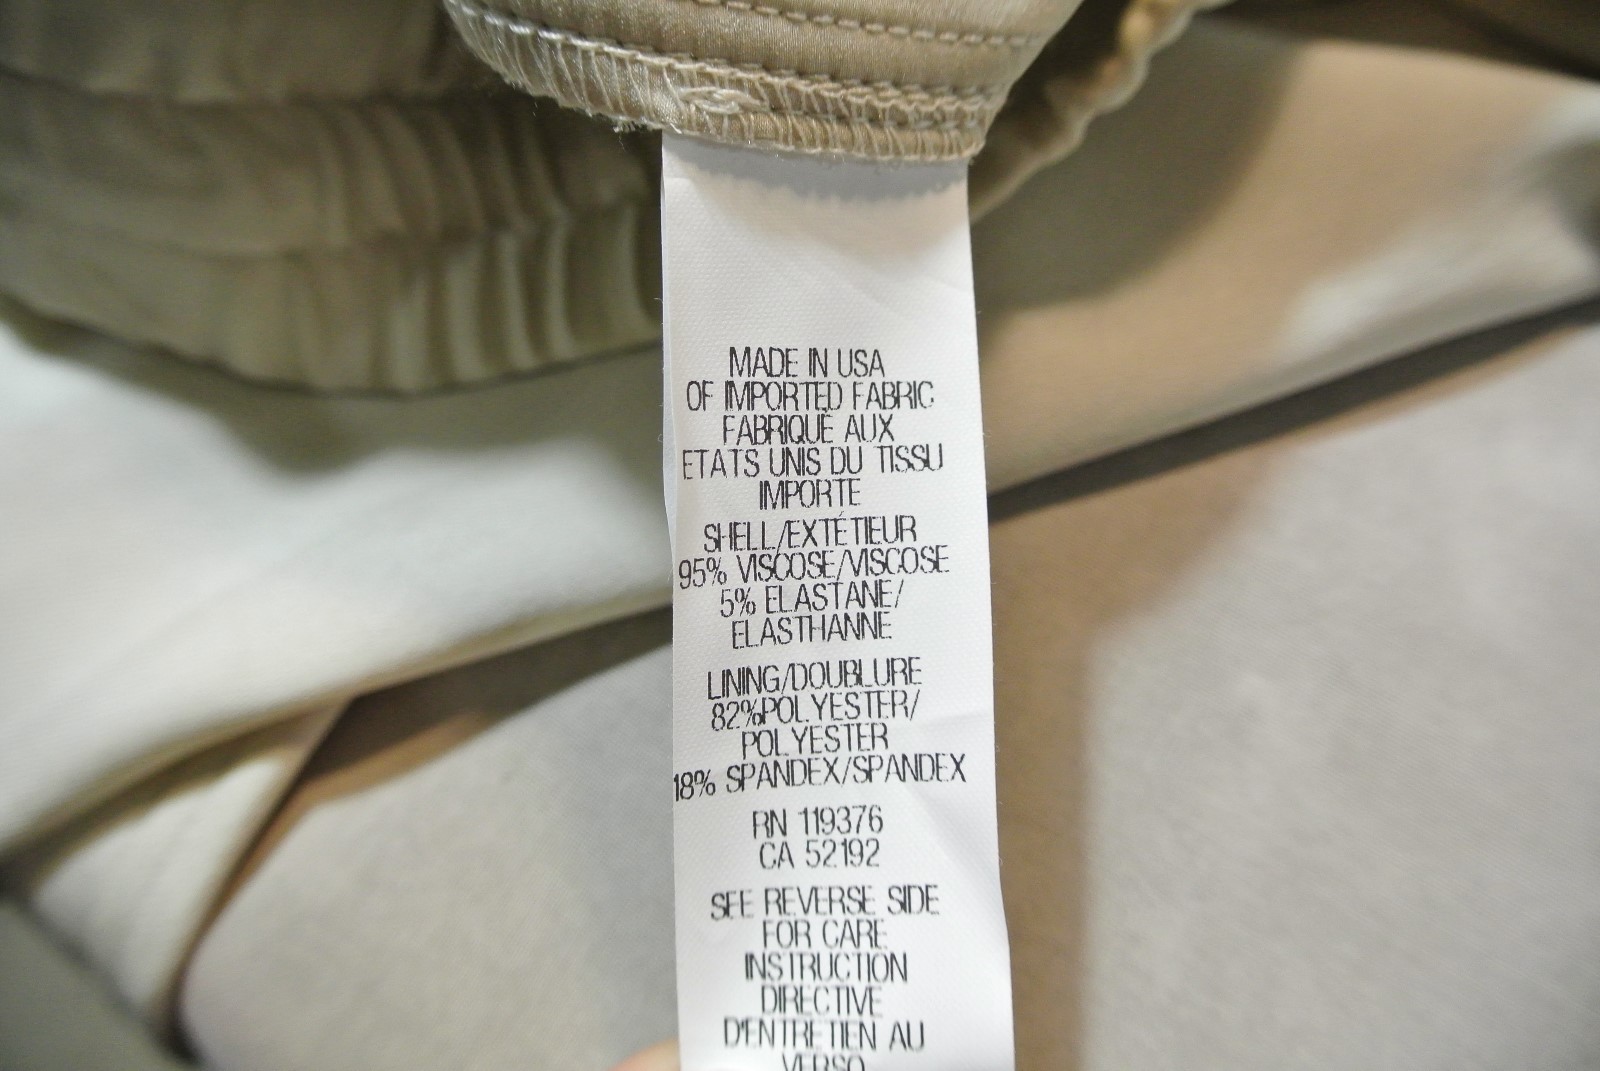 MADE IN USA
OF IMPORTED FABRIC
FABRIQUÉ AUX
ETATS UNIS DU TISSU
IMPORTE
SHELL/EXTÉTIEUR
95% VISCOSE/VISCOSE
5% ELASTANE/
ELASTHANNE
LINING/DOUBLURE
82%POLYESTER/
POLYESTER
18% SPANDEX/SPANDEX
RN 119376
CA 52192
SEE REVERSE SIDE
FOR CARE
INSTRUCTION
DIRECTIVE
D'ENTRETIEN AU
VERSO